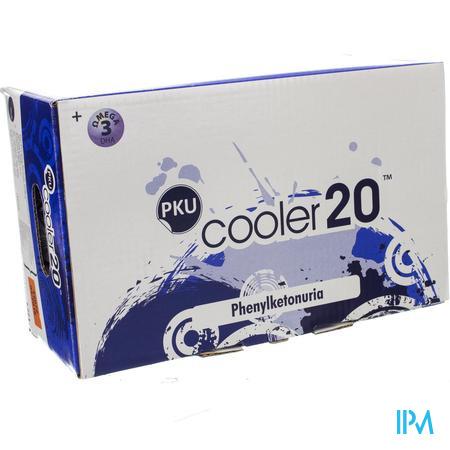 +
OMEGA
3
DHA
PKU
cooler20™
Phenylketonuria
PKU
cooler20
IPM